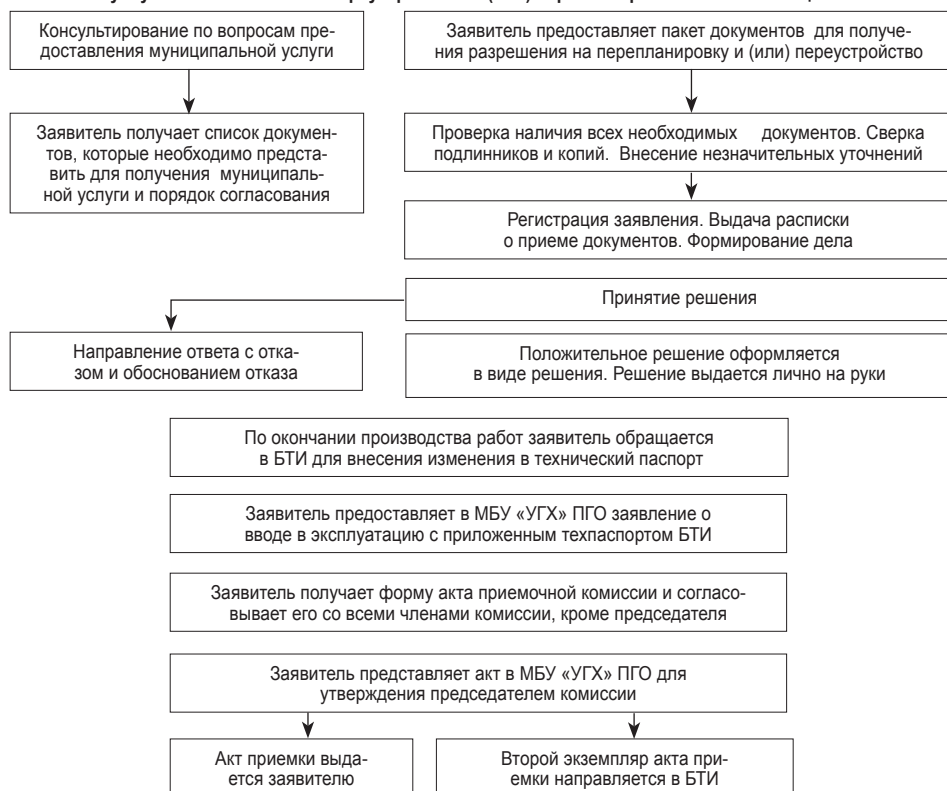 Консультирование по вопросам пре-
доставления муниципальной услуги
Заявитель предоставляет пакет документов для получе-
ния разрешения на перепланировку и (или) переустройство
Заявитель получает список докумен-
тов, которые необходимо предста-
вить для получения муниципаль-
ной услуги и порядок согласования
Проверка наличия всех необходимых документов. Сверка
подлинников и копий. Внесение незначительных уточнений
Регистрация заявления. Выдача расписки
о приеме документов. Формирование дела
Принятие решения
Направление ответа с отка-
зом и обоснованием отказа
Положительное решение оформляется
в виде решения. Решение выдается лично на руки
По окончании производства работ заявитель обращается
в БТИ для внесения изменения в технический паспорт
Заявитель предоставляет в МБУ «УГХ» ПГО заявление о
вводе в эксплуатацию с приложенным техпаспортом БТИ
Заявитель получает форму акта приемочной комиссии и согласо-
вывает его со всеми членами комиссии, кроме председателя
Заявитель представляет акт в МБУ «УГХ» ПГО для
утверждения председателем комиссии
Акт приемки выда-
ется заявителю
Второй экземпляр акта при-
емки направляется в БТИ